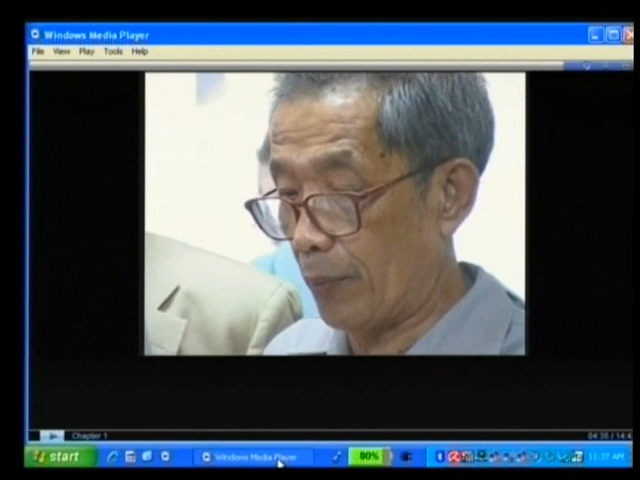 Windows Media Player
File View Play Tools Help
Chapter 1
04:35 / 14:4
start
Windows Media Player
80%
11:37 AM